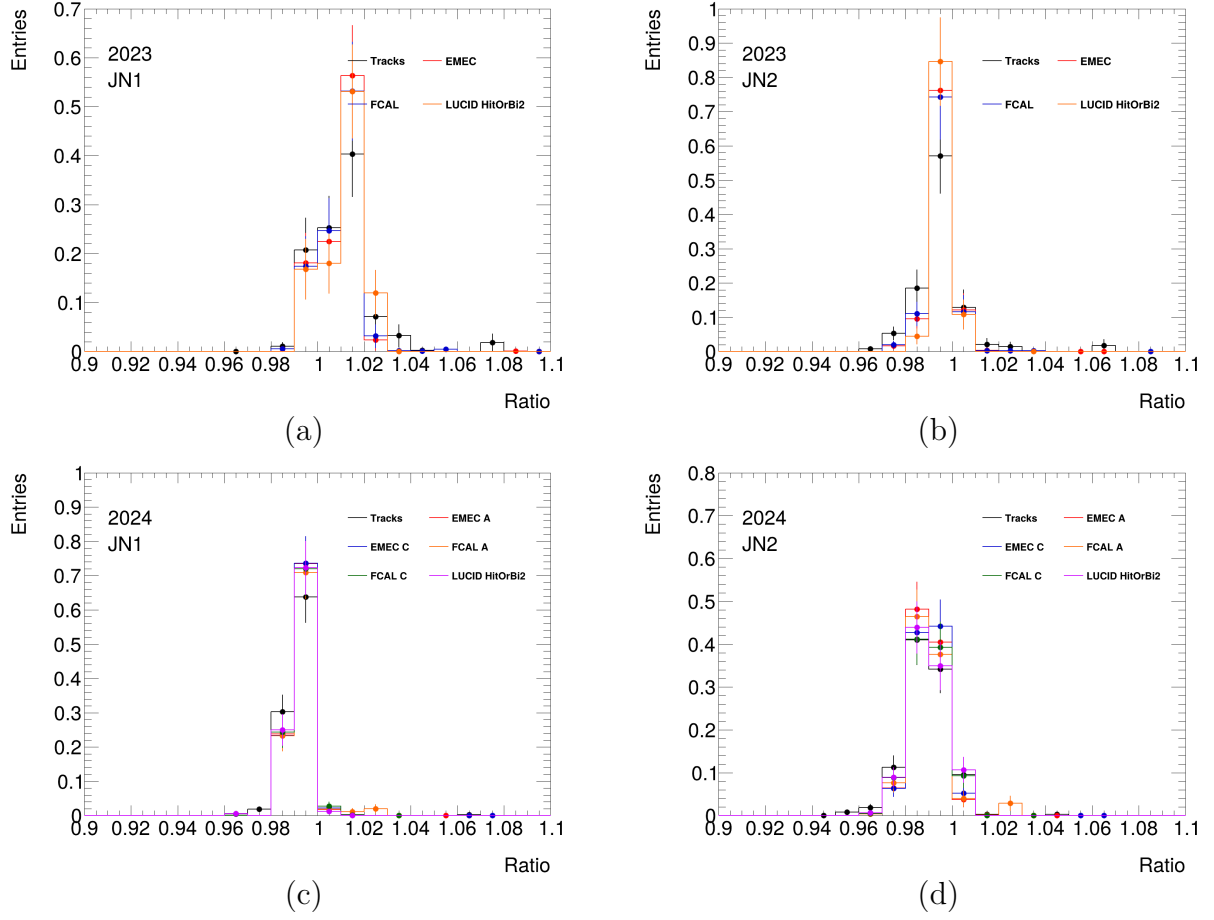 Entries
0.7
0.6
0.5
0.4
0.3
0.2
0.1
0
2023
JN1
Tracks EMEC
FCAL LUCID HitOrBi2
0.9 0.92 0.94 0.96 0.98 1 1.02 1.04 1.06 1.08 1.1
Ratio
(a)
Entries
1
0.9
0.8
0.7
0.6
0.5
0.4
0.3
0.2
0.1
0
2023
JN2
Tracks EMEC
FCAL LUCID HitOrBi2
0.9 0.92 0.94 0.96 0.98 1 1.02 1.04 1.06 1.08 1.1
Ratio
(b)
Entries
1
0.9
0.8
0.7
0.6
0.5
0.4
0.3
0.2
0.1
0
2024
JN1
Tracks EMEC A
EMEC C FCAL A
FCAL C LUCID HitOrBi2
0.9 0.92 0.94 0.96 0.98 1 1.02 1.04 1.06 1.08 1.1
Ratio
(c)
Entries
0.8
0.7
0.6
0.5
0.4
0.3
0.2
0.1
0
2024
JN2
Tracks EMEC A
EMEC C FCAL A
FCAL C LUCID HitOrBi2
0.9 0.92 0.94 0.96 0.98 1 1.02 1.04 1.06 1.08 1.1
Ratio
(d)